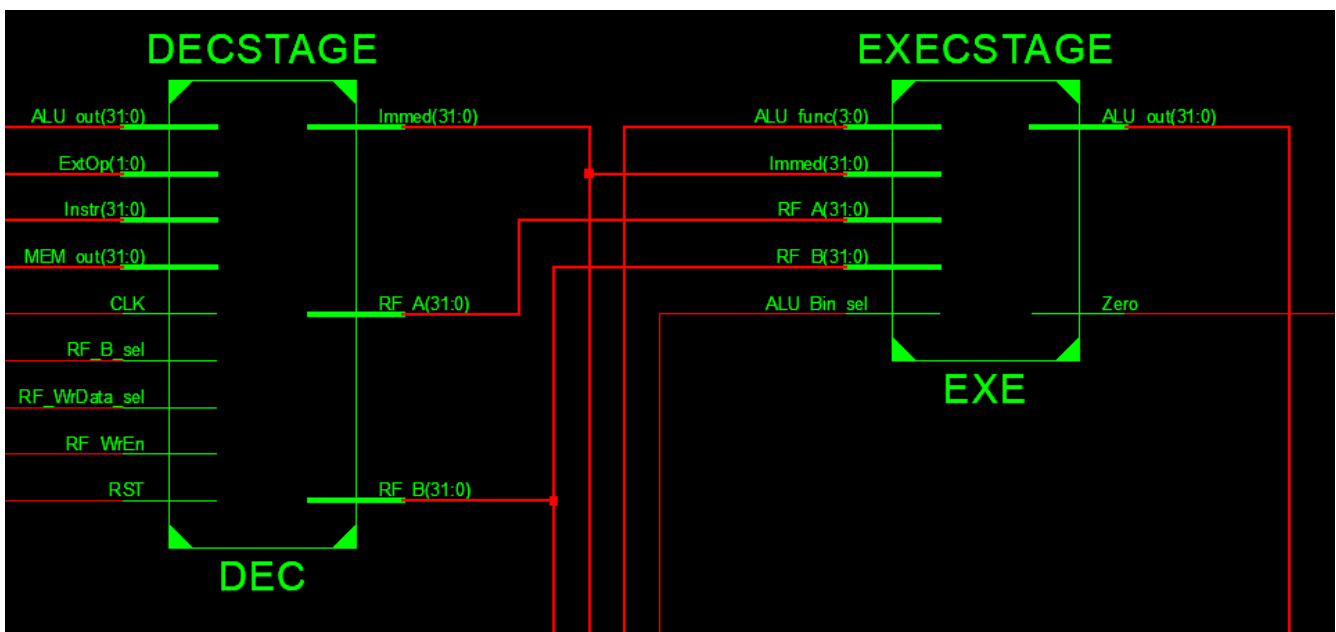 DECSTAGE
ALU_out(31:0)
ExtOp(1:0)
Instr(31:0)
MEM_out(31:0)
CLK
RF_B_sel
RF_WrData_sel
RF_WrEn
RST
Immed(31:0)
RF_A(31:0)
RF_B(31:0)
DEC
EXECSTAGE
ALU_func(3:0)
Immed(31:0)
RF_A(31:0)
RF_B(31:0)
ALU_Bin_sel
ALU_out(31:0)
Zero
EXE